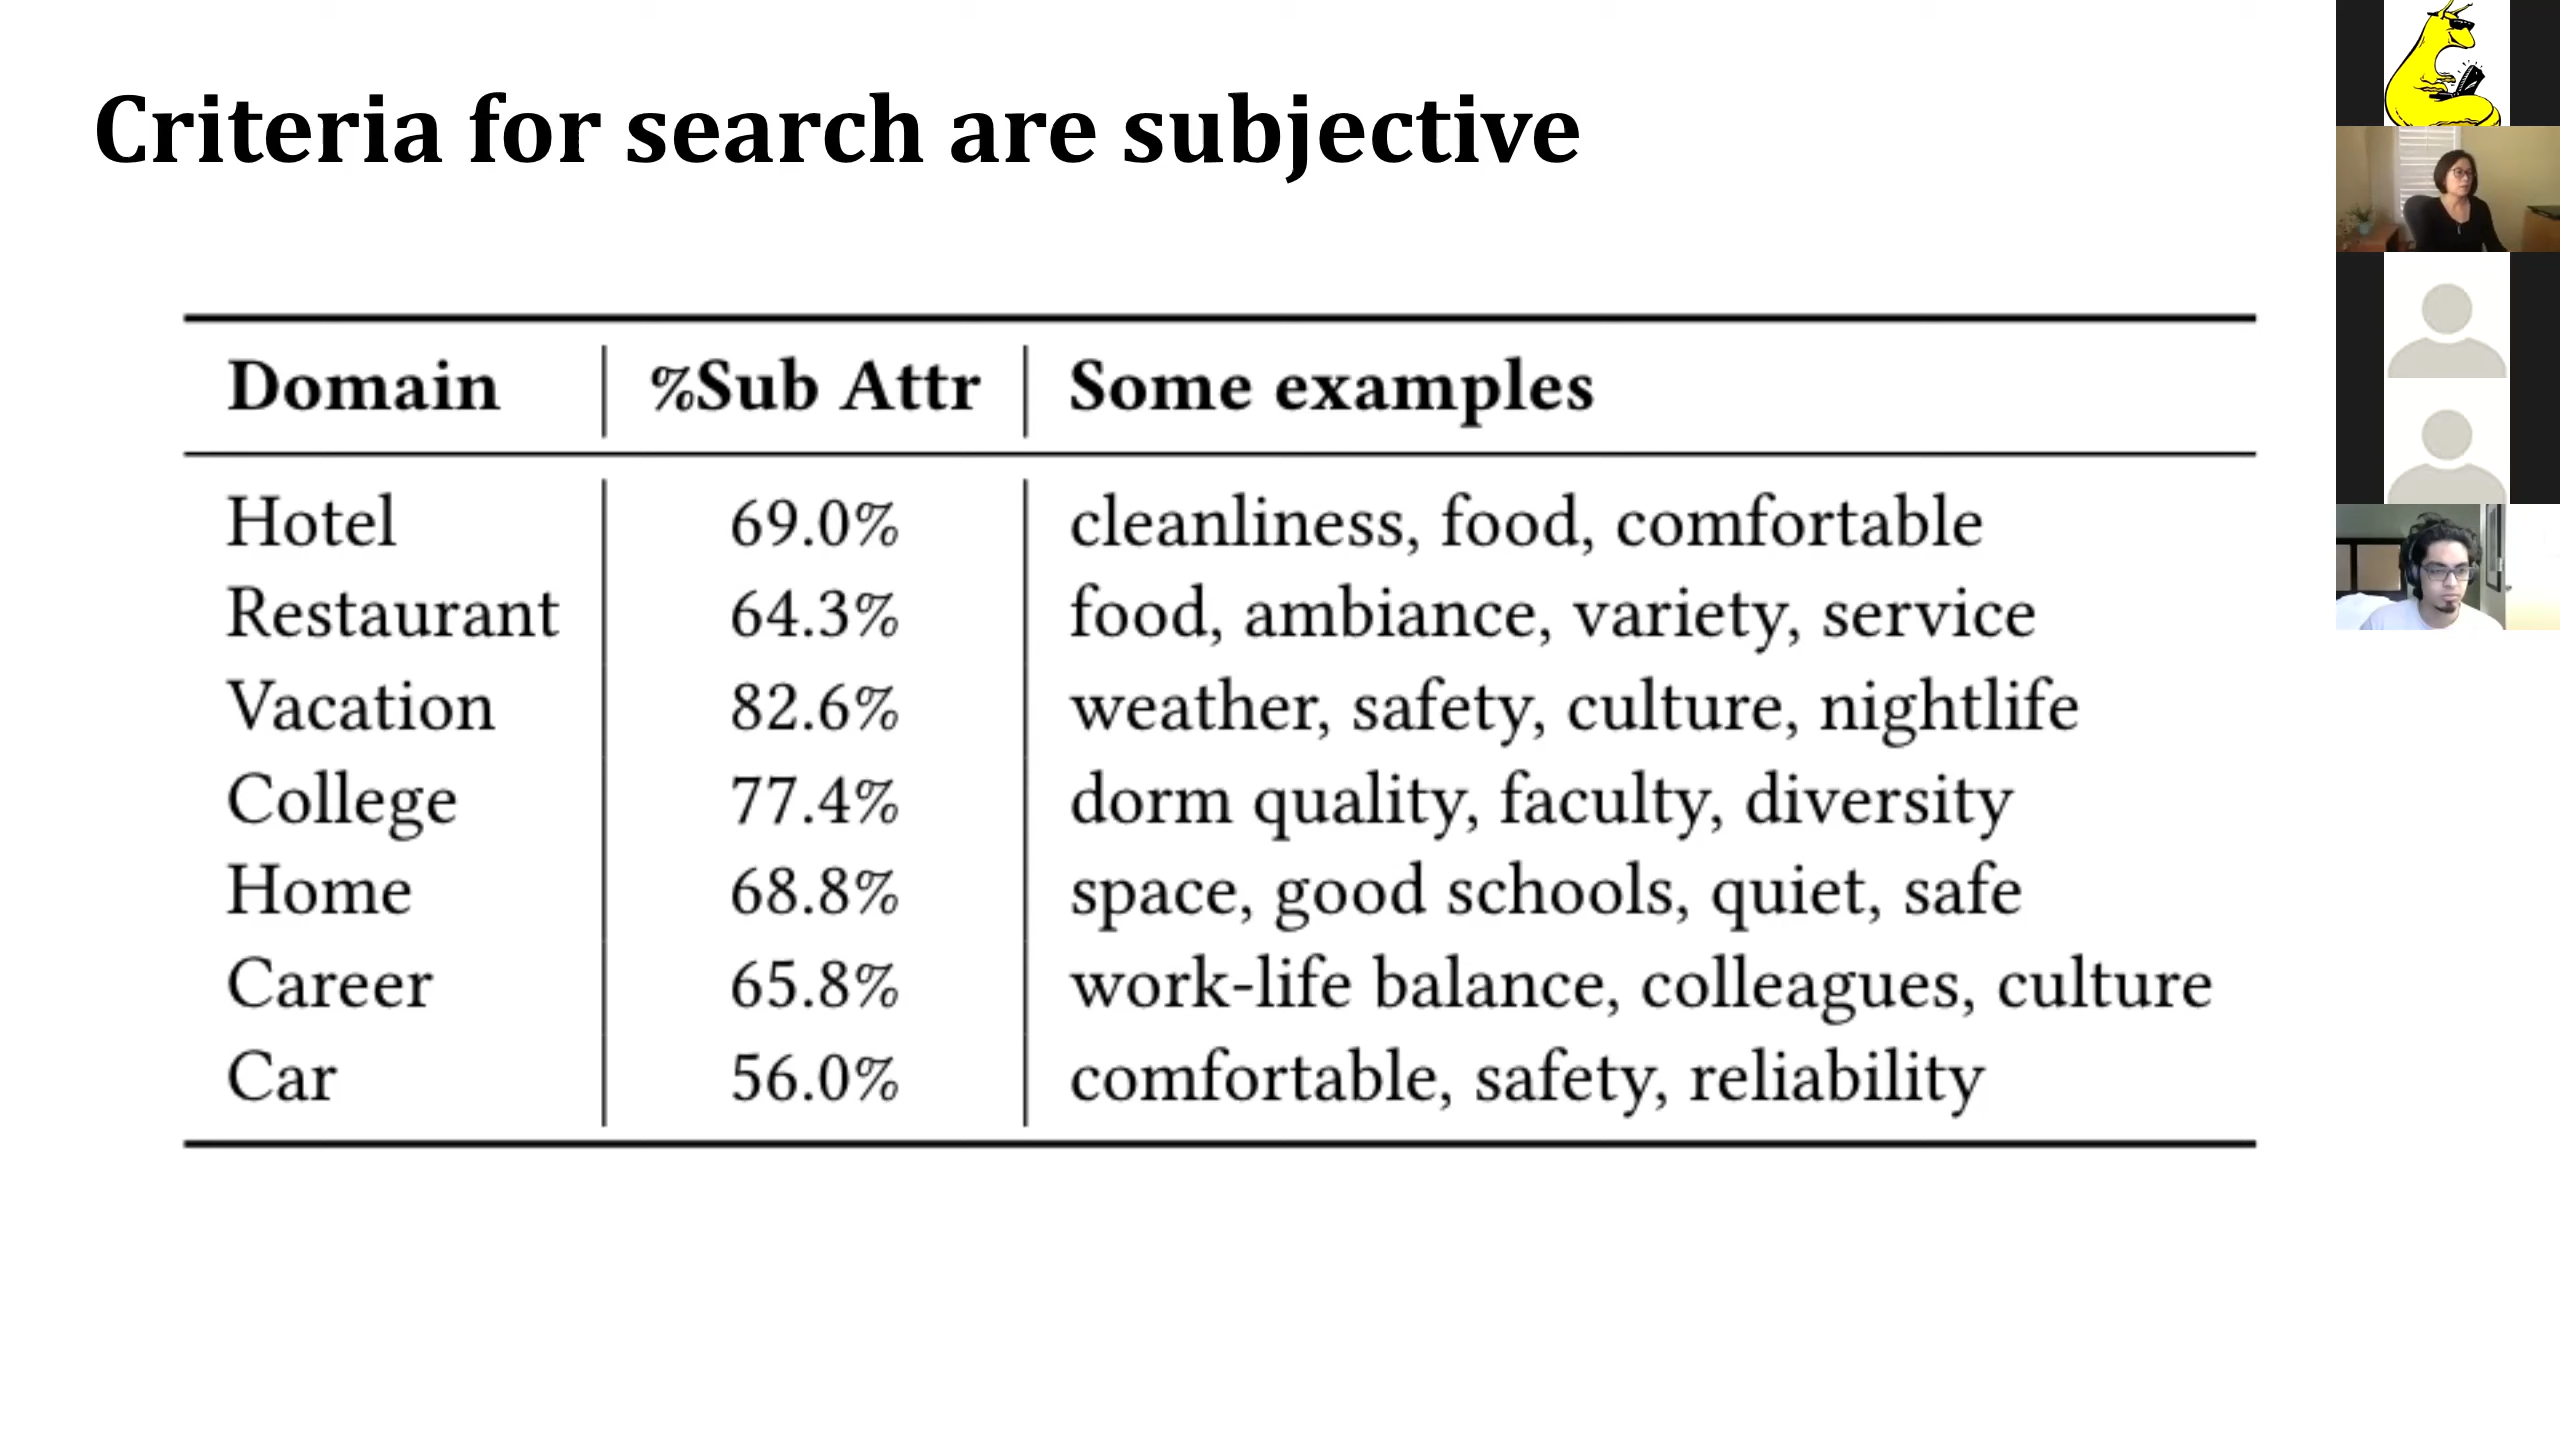 Criteria for search are subjective
Domain %Sub Attr Some examples
Hotel 69.0% cleanliness, food, comfortable
Restaurant 64.3% food, ambiance, variety, service
Vacation 82.6% weather, safety, culture, nightlife
College 77.4% dorm quality, faculty, diversity
Home 68.8% space, good schools, quiet, safe
Career 65.8% work-life balance, colleagues, culture
Car 56.0% comfortable, safety, reliability